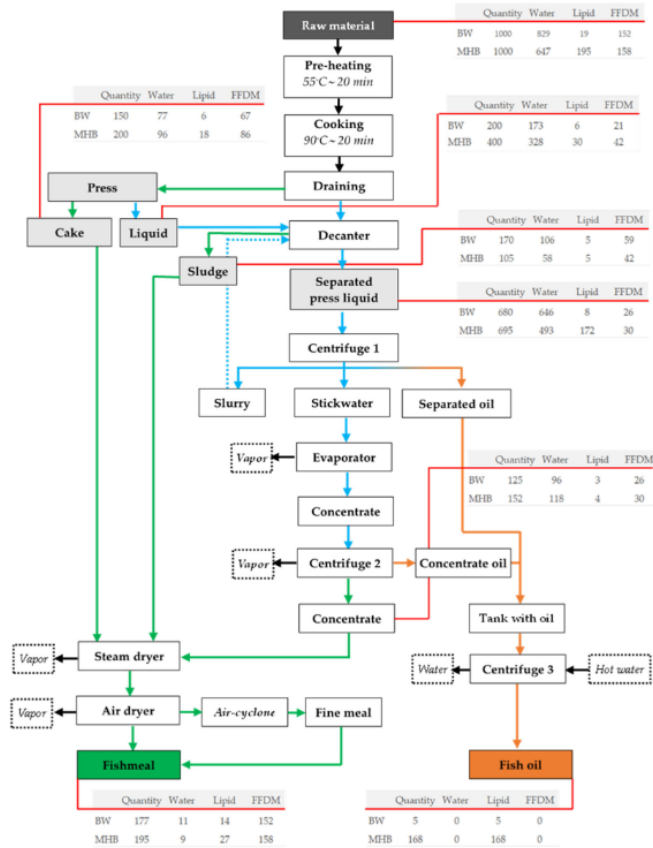 Raw material
Quantity Water Lipid FFDM
BW 1000 829 19 152
MHB 1000 647 195 158
Pre-heating
55°C ~ 20 min
Quantity Water Lipid FFDM
BW 150 77 6 67
MHB 200 96 18 86
Cooking
90°C ~ 20 min
Quantity Water Lipid FFDM
BW 200 173 6 21
MHB 400 328 30 42
Press
Draining
Cake
Liquid
Decanter
Quantity Water Lipid FFDM
BW 170 106 5 59
MHB 105 58 5 42
Sludge
Separated
press liquid
Quantity Water Lipid FFDM
BW 680 646 8 26
MHB 695 493 172 30
Centrifuge 1
Slurry
Stickwater
Separated oil
Vapor
Evaporator
Quantity Water Lipid FFDM
BW 125 96 3 26
MHB 152 118 4 30
Concentrate
Vapor
Centrifuge 2
Concentrate oil
Concentrate
Tank with oil
Vapor
Steam dryer
Water
Centrifuge 3
Hot water
Vapor
Air dryer
Air-cyclone
Fine meal
Fishmeal
Fish oil
Quantity Water Lipid FFDM
BW 177 11 14 152
MHB 195 9 27 158
Quantity Water Lipid FFDM
BW 5 0 5 0
MHB 168 0 168 0